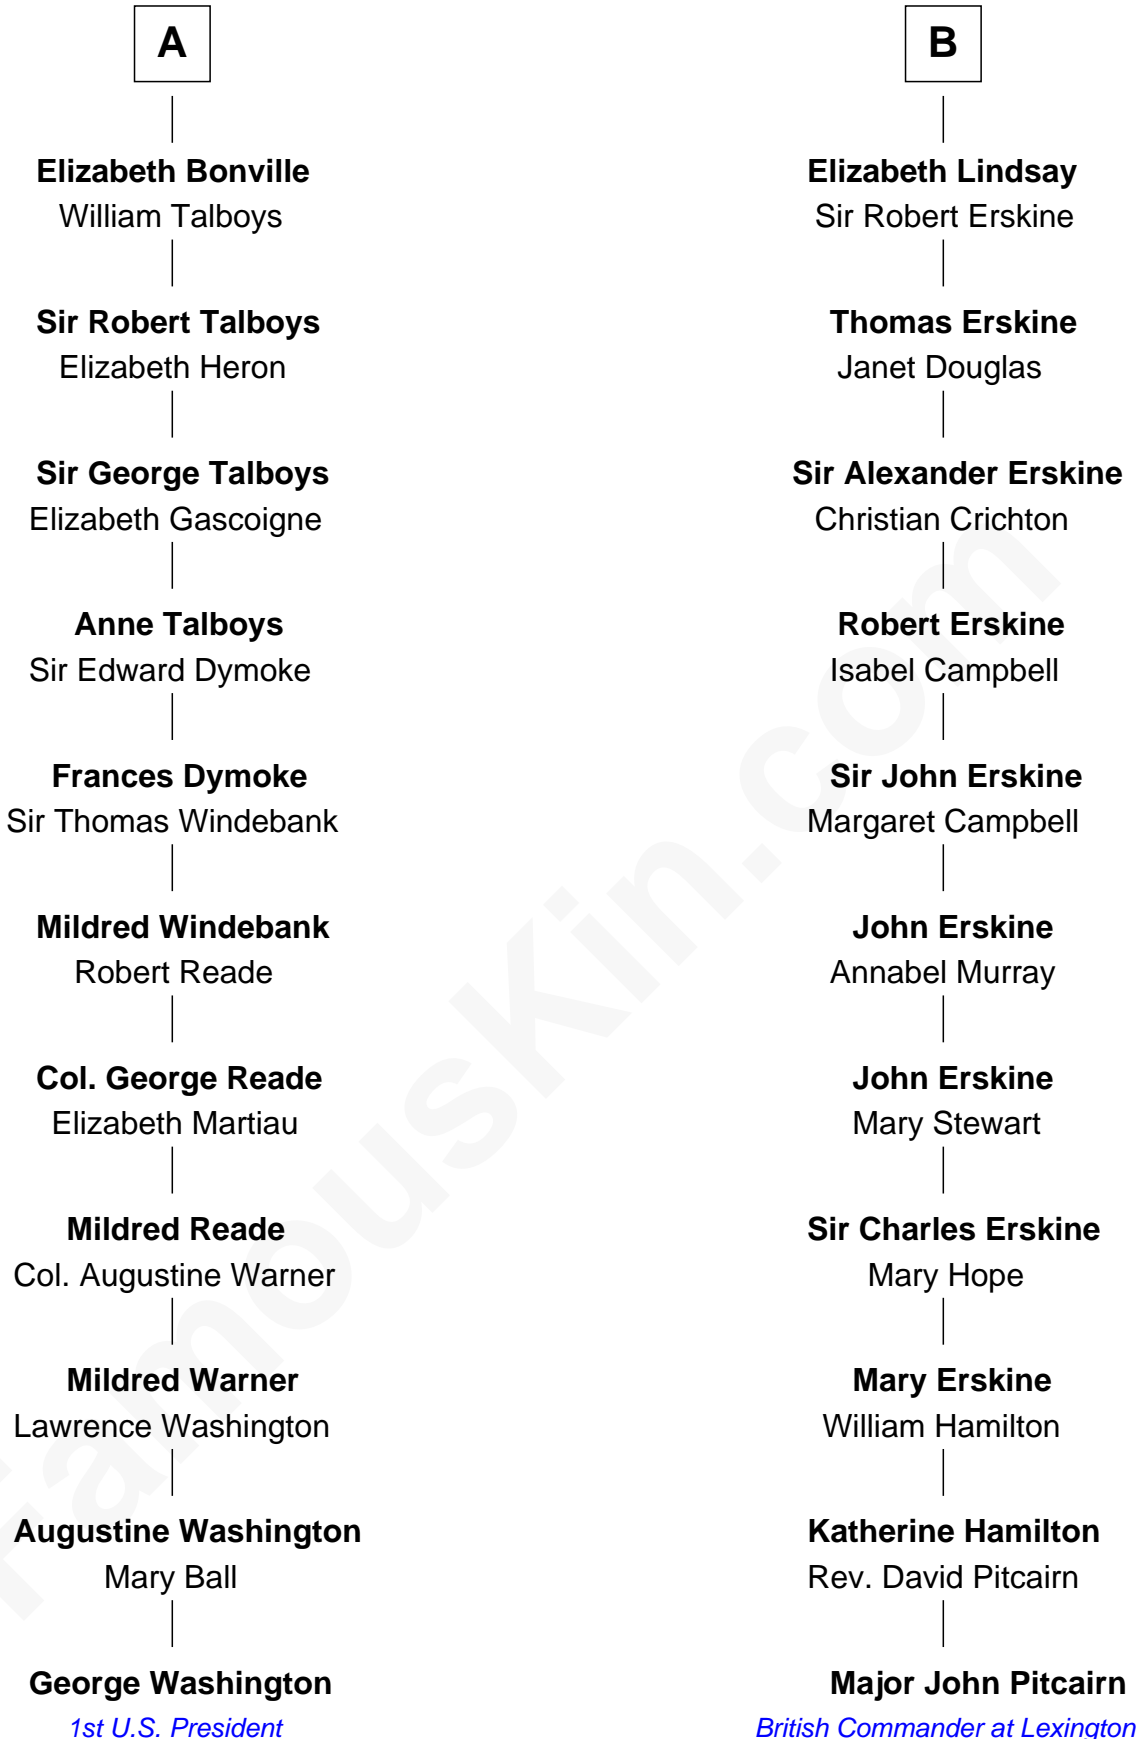 A
Elizabeth Bonville
William Talboys
Sir Robert Talboys
Elizabeth Heron
Sir George Talboys
Elizabeth Gascoigne
Anne Talboys
Sir Edward Dymoke
Frances Dymoke
Sir Thomas Windebank
Mildred Windebank
Robert Reade
Col. George Reade
Elizabeth Martiau
Mildred Reade
Col. Augustine Warner
Mildred Warner
Lawrence Washington
Augustine Washington
Mary Ball
George Washington
1st U.S. President
B
Elizabeth Lindsay
Sir Robert Erskine
Thomas Erskine
Janet Douglas
Sir Alexander Erskine
Christian Crichton
Robert Erskine
Isabel Campbell
Sir John Erskine
Margaret Campbell
John Erskine
Annabel Murray
John Erskine
Mary Stewart
Sir Charles Erskine
Mary Hope
Mary Erskine
William Hamilton
Katherine Hamilton
Rev. David Pitcairn
Major John Pitcairn
British Commander at Lexington
FamousKin.com